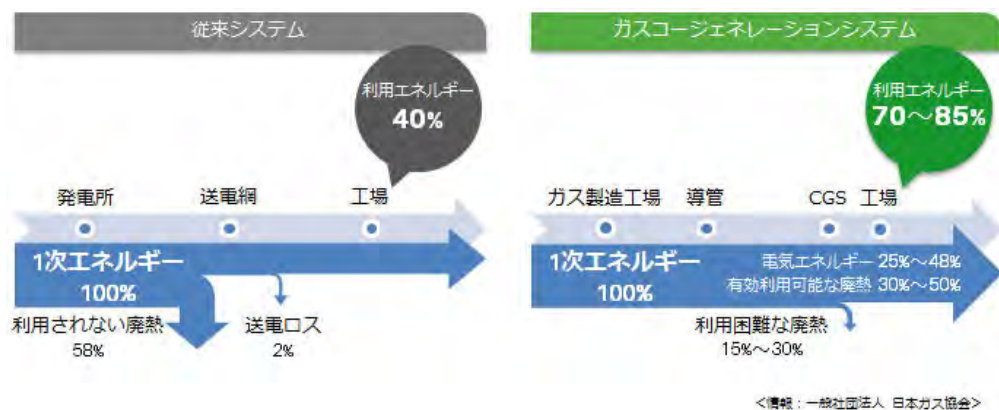 従来システム
利用エネルギー
40%
発電所
送電網
工場
1次エネルギー
100%
利用されない廃熱
58%
送電ロス
2%
ガスコージェネレーションシステム
利用エネルギー
70～85%
ガス製造工場
導管
CGS
工場
1次エネルギー
100%
電気エネルギー 25%～48%
有効利用可能な廃熱 30%～50%
利用困難な廃熱
15%～30%
＜情報：一般社団法人 日本ガス協会＞